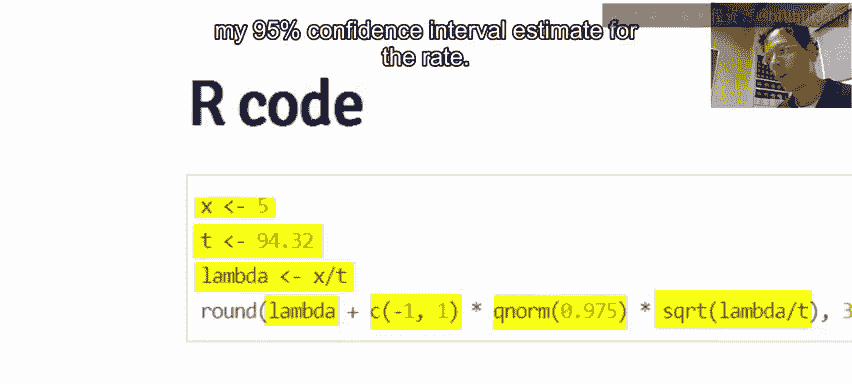 my 95% confidence interval estimate for
the rate.
R code
x <- 5
t <- 94.32
lambda <- x/t
round(lambda + c(-1, 1) * qnorm(0.975) * sqrt(lambda/t), 3